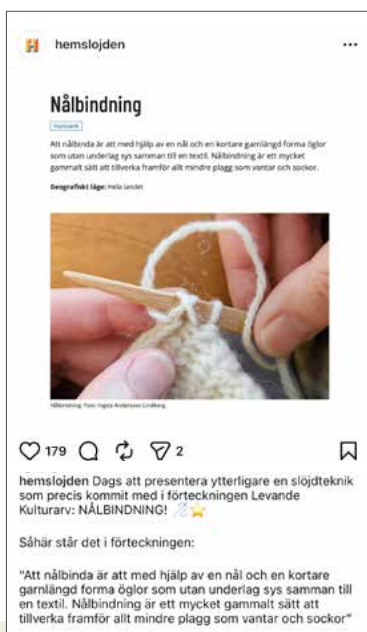 hemslojden
Nålbindning
Hantverk
Att nålbinda är att med hjälp av en nål och en kortare garnlängd forma öglor
som utan underlag sys samman till en textil. Nålbindning är ett mycket
gammalt sätt att tillverka framför allt mindre plagg som vantar och sockor.
Geografiskt läge: Hela landet
Nålbindning. Foto: Ingela Andersson Lindberg.
179
2
hemslojden Dags att presentera ytterligare en slöjdteknik
som precis kommit med i förteckningen Levande
Kulturarv: NÅLBINDNING! 🪡⭐
Såhär står det i förteckningen:
"Att nålbinda är att med hjälp av en nål och en kortare
garnlängd forma öglor som utan underlag sys samman till
en textil. Nålbindning är ett mycket gammalt sätt att
tillverka framför allt mindre plagg som vantar och sockor"